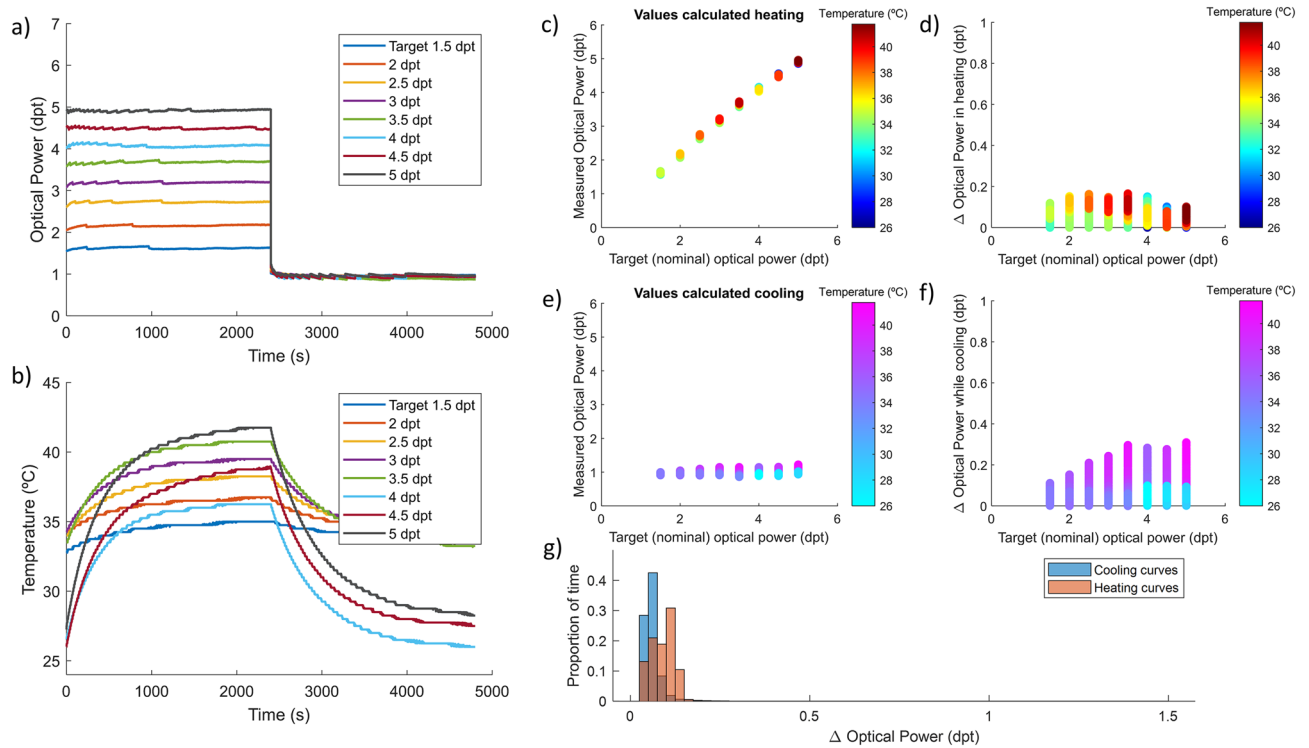 a)
Optical Power (dpt)
7
6
5
4
3
2
1
0
0 1000 2000 3000 4000 5000
Time (s)
Target 1.5 dpt
2 dpt
2.5 dpt
3 dpt
3.5 dpt
4 dpt
4.5 dpt
5 dpt
b)
Temperature (ºC)
45
40
35
30
25
0 1000 2000 3000 4000 5000
Time (s)
Target 1.5 dpt
2 dpt
2.5 dpt
3 dpt
3.5 dpt
4 dpt
4.5 dpt
5 dpt
c)
Values calculated heating
Temperature (ºC)
Measured Optical Power (dpt)
6
5
4
3
2
1
0
0 2 4 6
Target (nominal) optical power (dpt)
40
38
36
34
32
30
28
26
d)
Temperature (ºC)
Δ Optical Power in heating (dpt)
1
0.8
0.6
0.4
0.2
0
0 2 4 6
Target (nominal) optical power (dpt)
40
38
36
34
32
30
28
26
e)
Values calculated cooling
Temperature (ºC)
Measured Optical Power (dpt)
6
5
4
3
2
1
0
0 2 4 6
Target (nominal) optical power (dpt)
40
38
36
34
32
30
28
26
f)
Temperature (ºC)
Δ Optical Power while cooling (dpt)
1
0.8
0.6
0.4
0.2
0
0 2 4 6
Target (nominal) optical power (dpt)
40
38
36
34
32
30
28
26
g)
Proportion of time
0.4
0.3
0.2
0.1
0
0 0.5 1 1.5
Δ Optical Power (dpt)
Cooling curves
Heating curves